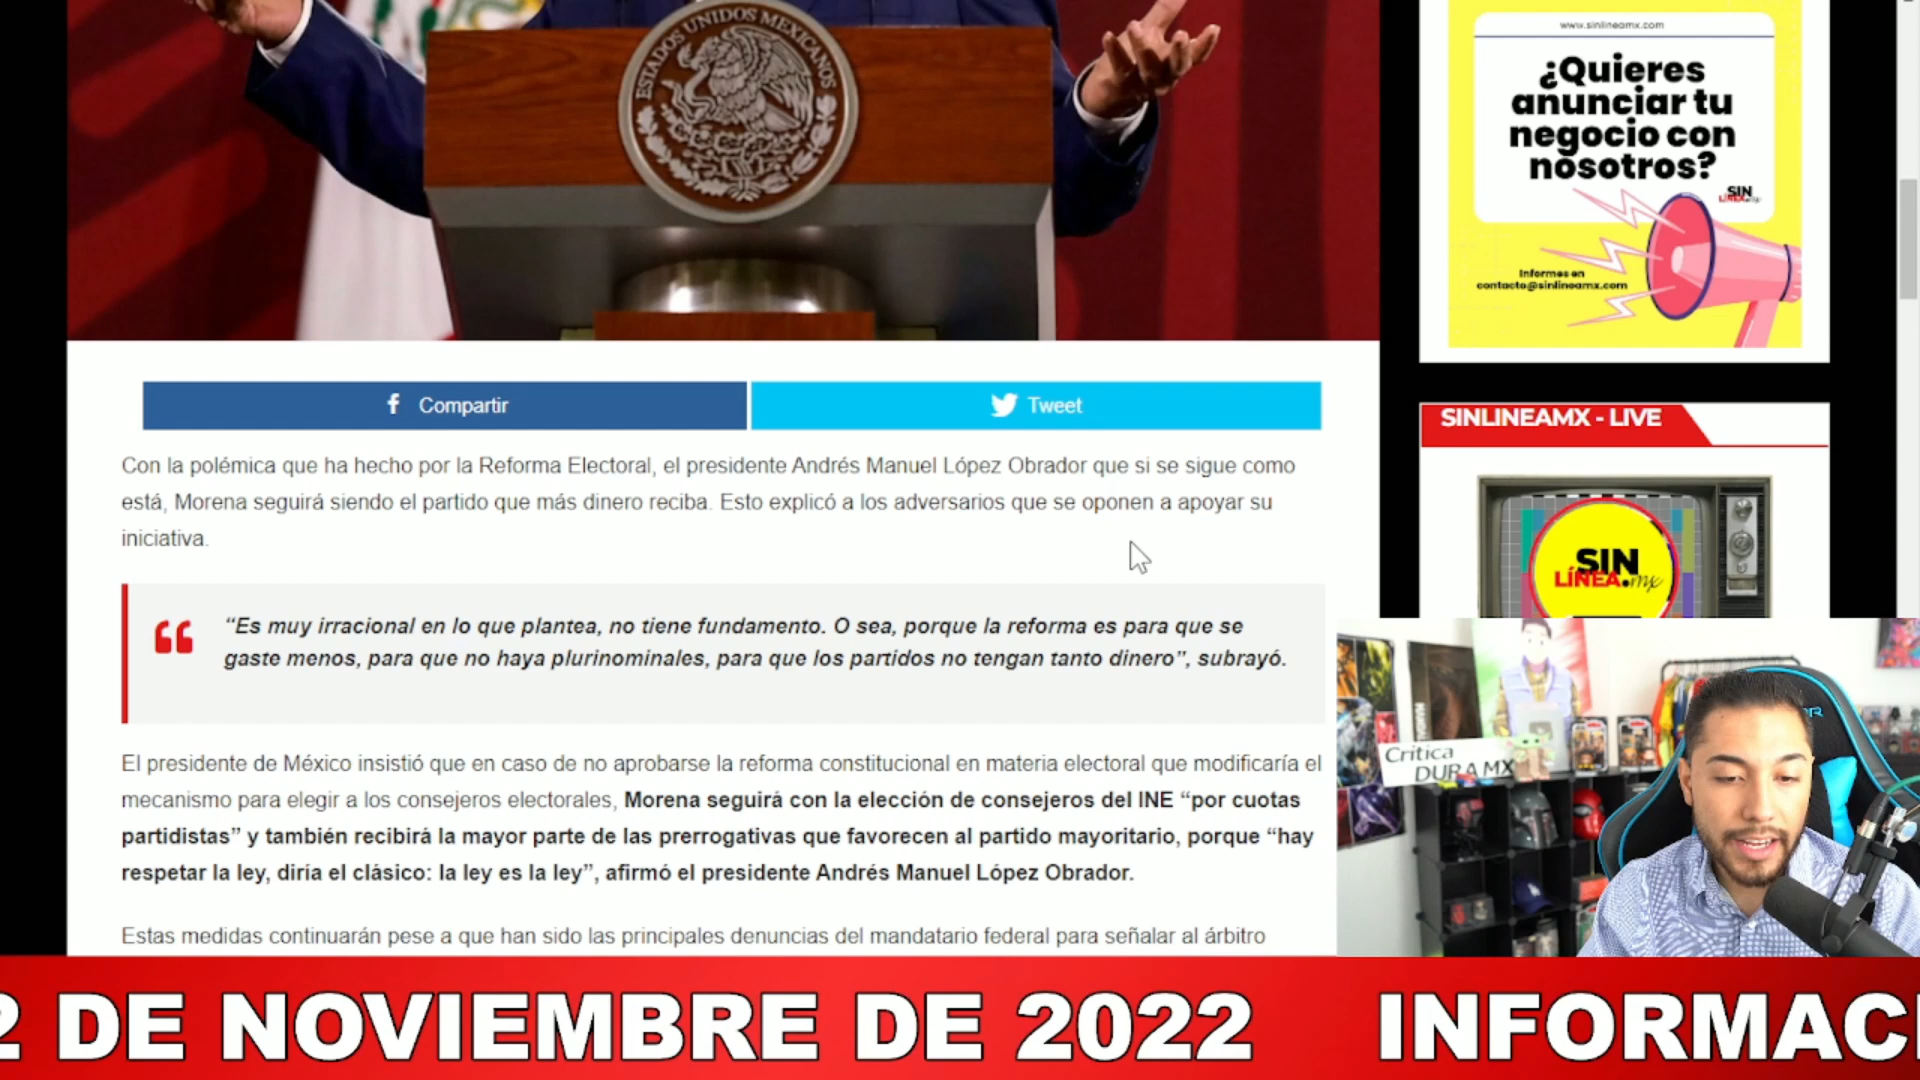 ESTADOS UNIDOS MEXICANOS
www.sinlineamx.com
¿Quieres
anunciar tu
negocio con
nosotros?
SIN
LÍNEA.mx
Informes en
contacto@sinlineamx.com
Compartir
Tweet
SINLINEAMX - LIVE
Con la polémica que ha hecho por la Reforma Electoral, el presidente Andrés Manuel López Obrador que si se sigue como
está, Morena seguirá siendo el partido que más dinero reciba. Esto explicó a los adversarios que se oponen a apoyar su
iniciativa.
SIN
LÍNEA.mx
“Es muy irracional en lo que plantea, no tiene fundamento. O sea, porque la reforma es para que se
gaste menos, para que no haya plurinominales, para que los partidos no tengan tanto dinero”, subrayó.
El presidente de México insistió que en caso de no aprobarse la reforma constitucional en materia electoral que modificaría el
mecanismo para elegir a los consejeros electorales, Morena seguirá con la elección de consejeros del INE “por cuotas
partidistas” y también recibirá la mayor parte de las prerrogativas que favorecen al partido mayoritario, porque “hay
respetar la ley, diría el clásico: la ley es la ley”, afirmó el presidente Andrés Manuel López Obrador.
Estas medidas continuarán pese a que han sido las principales denuncias del mandatario federal para señalar al árbitro
Crítica
DURA MX
2 DE NOVIEMBRE DE 2022 INFORMAC